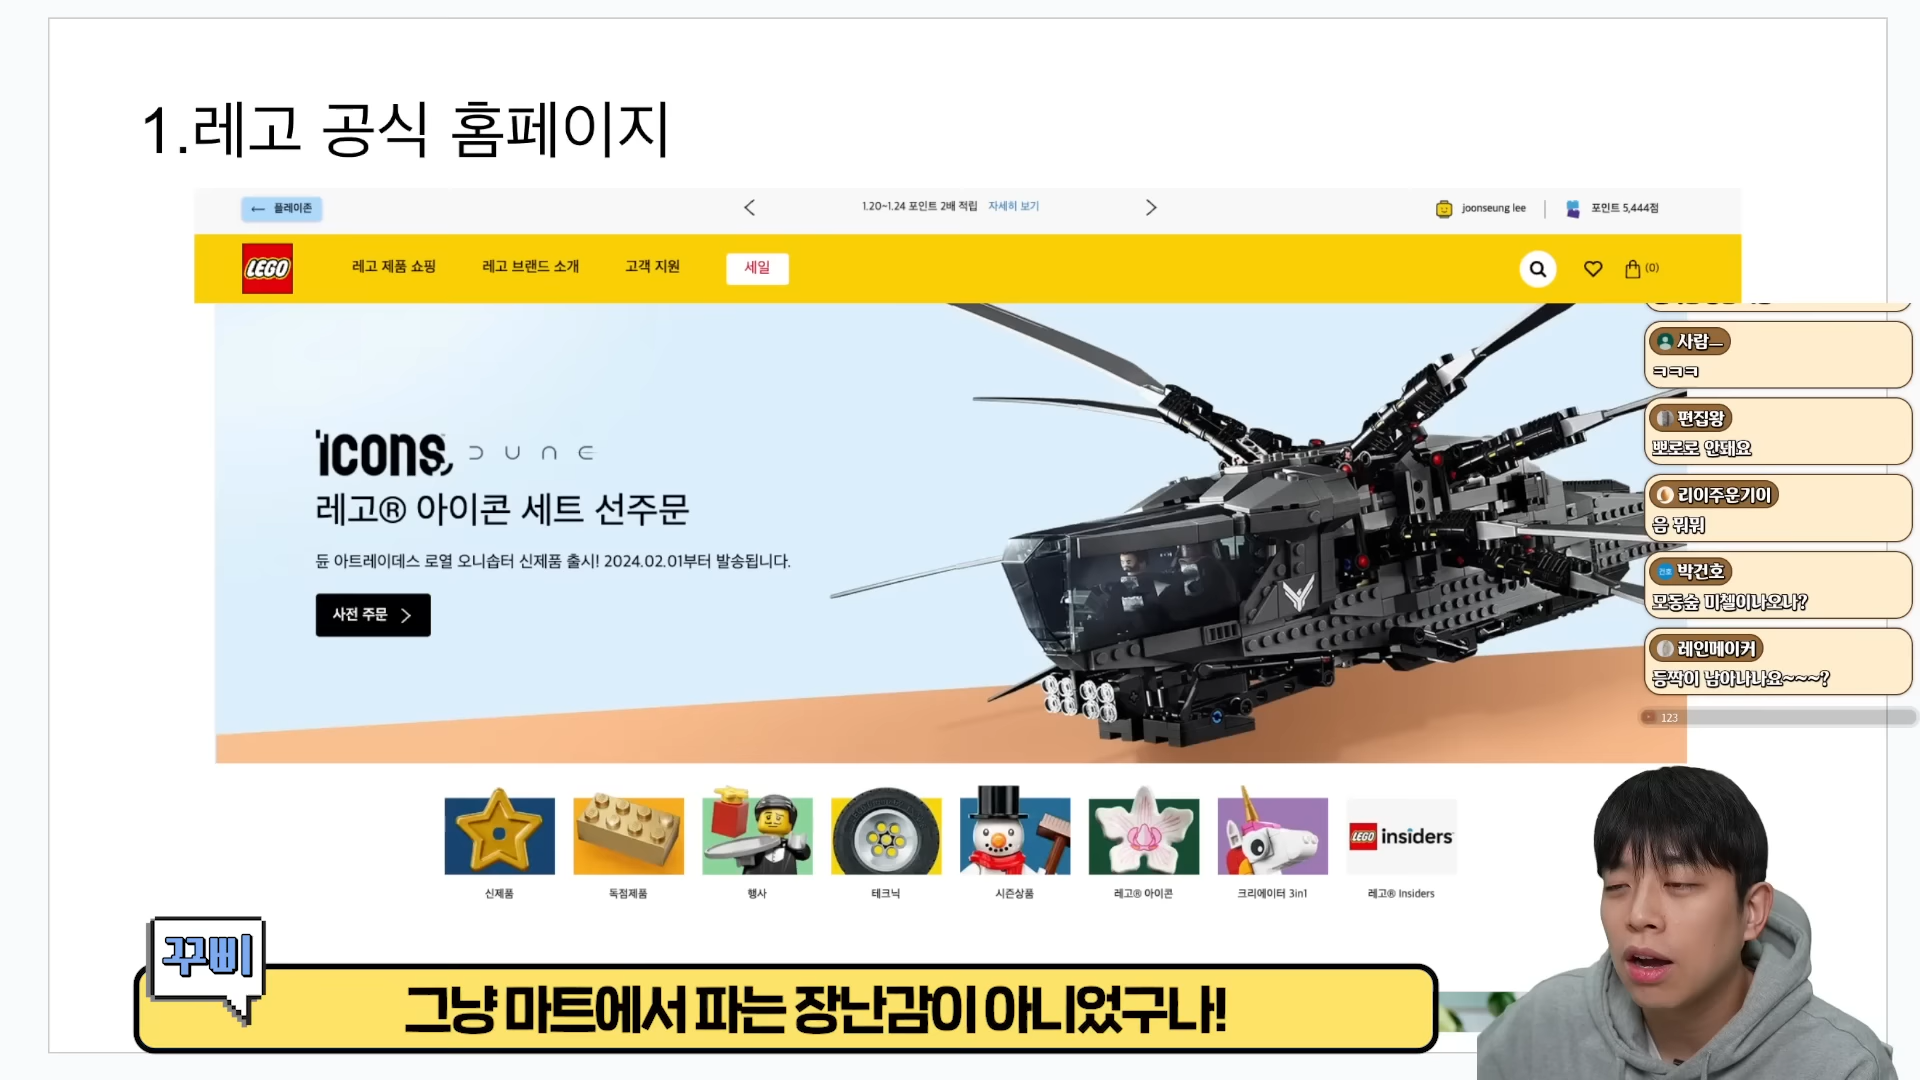 1.레고 공식 홈페이지
← 플레이존
1.20~1.24 포인트 2배 적립 자세히 보기
joonseung lee
포인트 5,444점
LEGO
레고 제품 쇼핑
레고 브랜드 소개
고객 지원
세일
(0)
icons DUNE
레고® 아이콘 세트 선주문
듄 아트레이데스 로열 오니솝터 신제품 출시! 2024.02.01부터 발송됩니다.
사전 주문
사람ㅡ
ㅋㅋㅋ
편집왕
뽀로로 안돼요
리이주운기이
음 뭐뭐
건호 박건호
모동숲 미첼이나오나?
레인메이커
등짝이 남아나나요~~~?
123
신제품
독점제품
행사
테크닉
시즌상품
레고® 아이콘
크리에이터 3in1
LEGO insiders
레고® Insiders
꾸삐
그냥 마트에서 파는 장난감이 아니었구나!